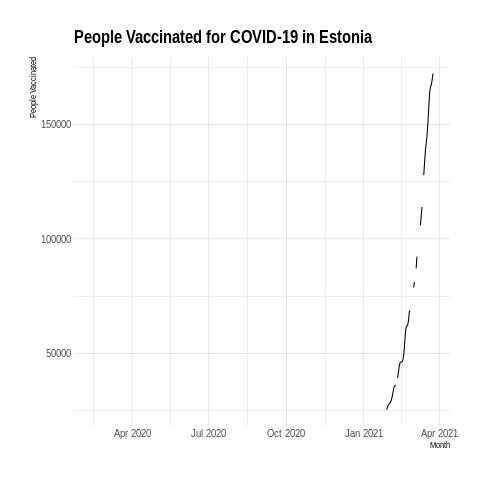 People Vaccinated for COVID-19 in Estonia
People Vaccinated
150000
100000
50000
Apr 2020 Jul 2020 Oct 2020 Jan 2021 Apr 2021
Month